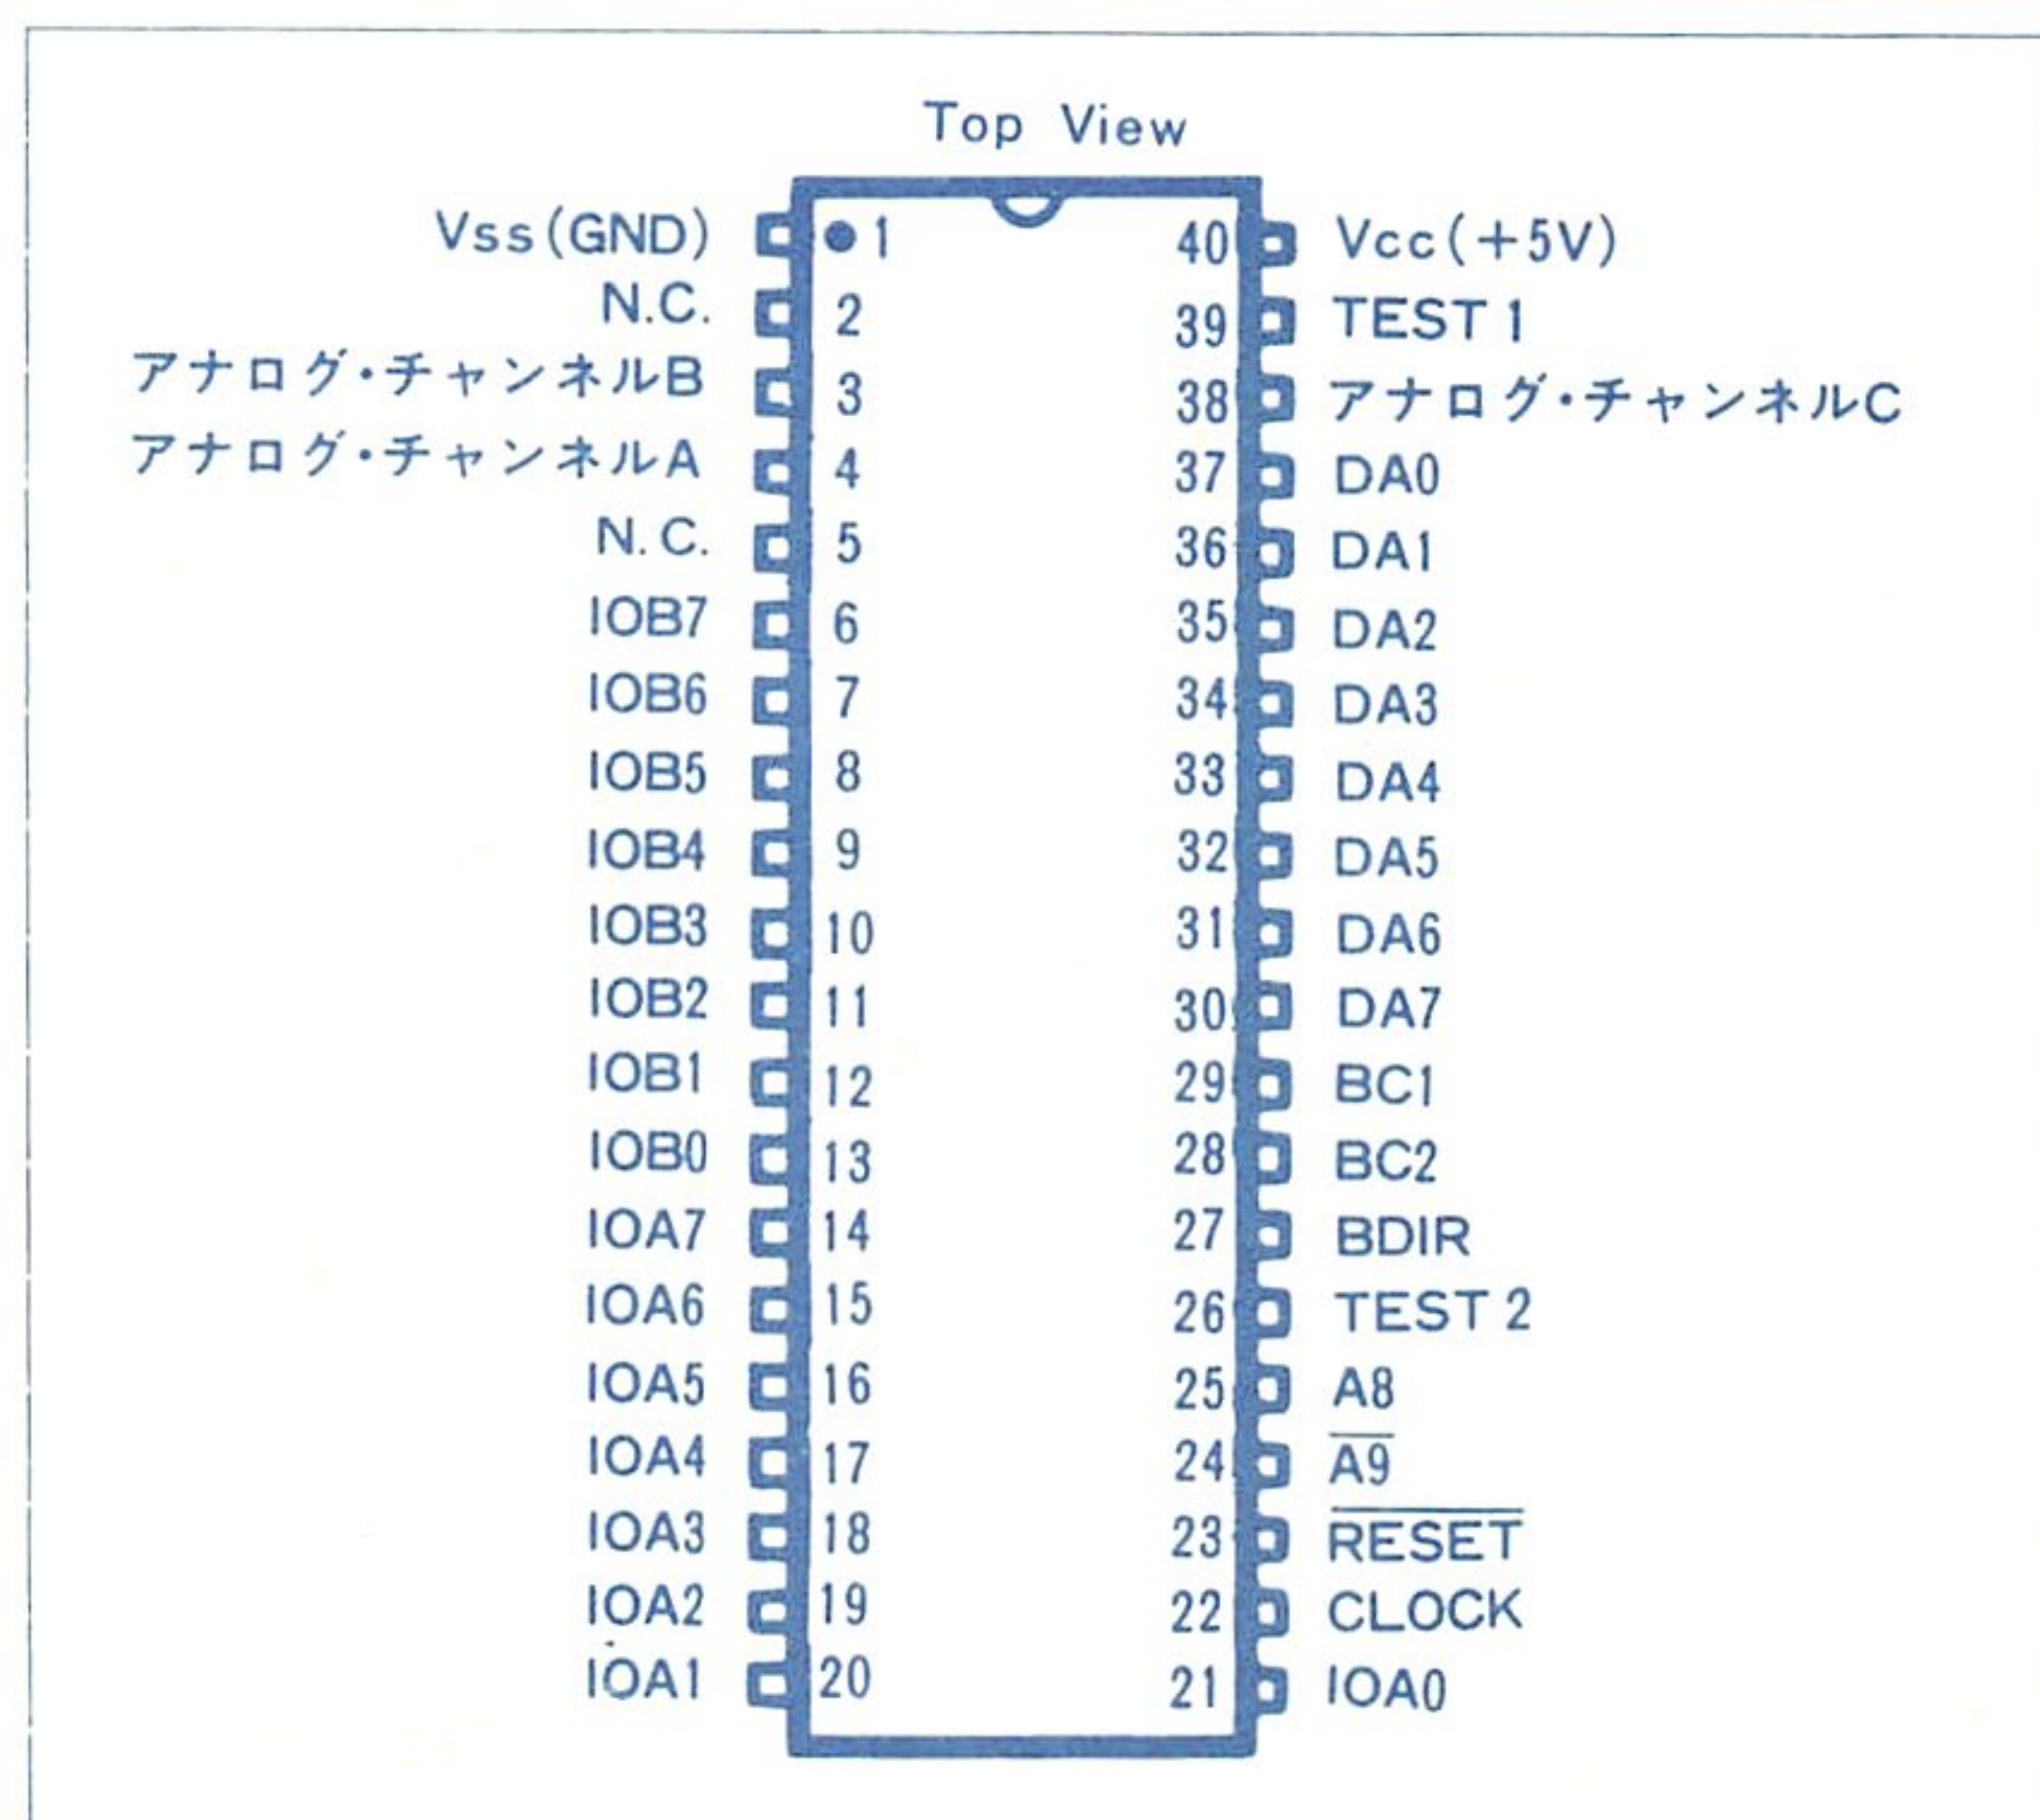 Top View
Vss(GND) 1 40 Vcc(+5V)
N.C. 2 39 TEST 1
アナログ・チャンネルB 3 38 アナログ・チャンネルC
アナログ・チャンネルA 4 37 DA0
N.C. 5 36 DA1
IOB7 6 35 DA2
IOB6 7 34 DA3
IOB5 8 33 DA4
IOB4 9 32 DA5
IOB3 10 31 DA6
IOB2 11 30 DA7
IOB1 12 29 BC1
IOB0 13 28 BC2
IOA7 14 27 BDIR
IOA6 15 26 TEST 2
IOA5 16 25 A8
IOA4 17 24 A̅9̅
IOA3 18 23 R̅E̅S̅E̅T̅
IOA2 19 22 CLOCK
IOA1 20 21 IOA0